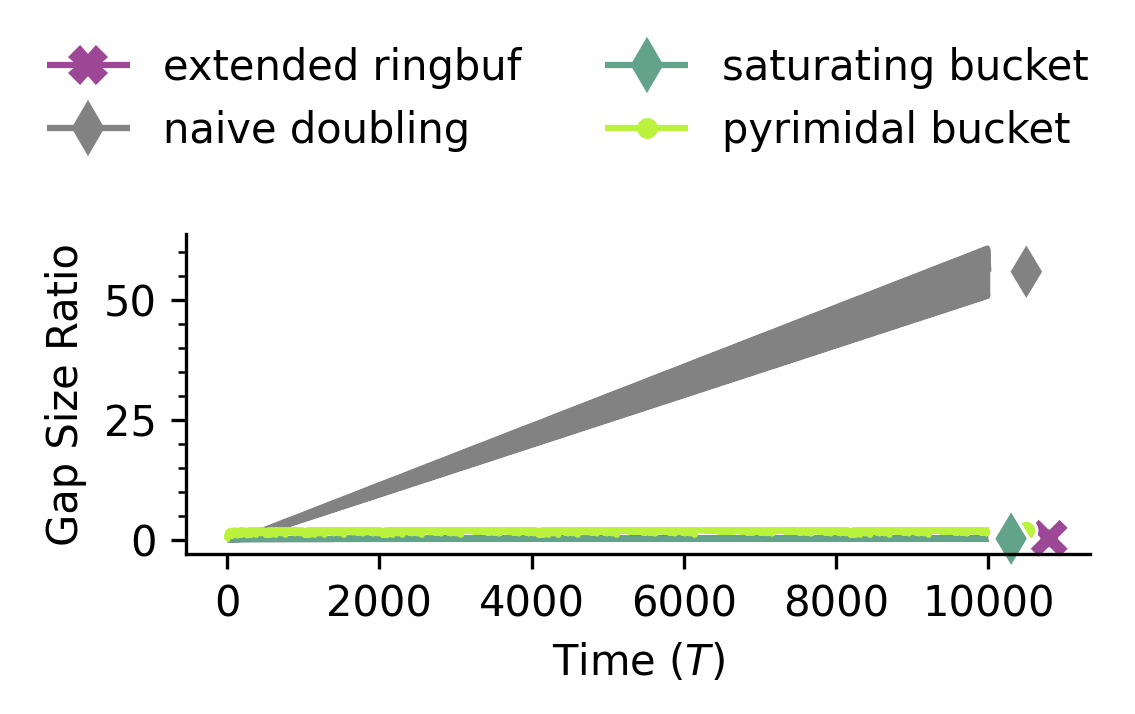 extended ringbuf
saturating bucket
naive doubling
pyrimidal bucket
Gap Size Ratio
50
25
0
0 2000 4000 6000 8000 10000
Time (T)